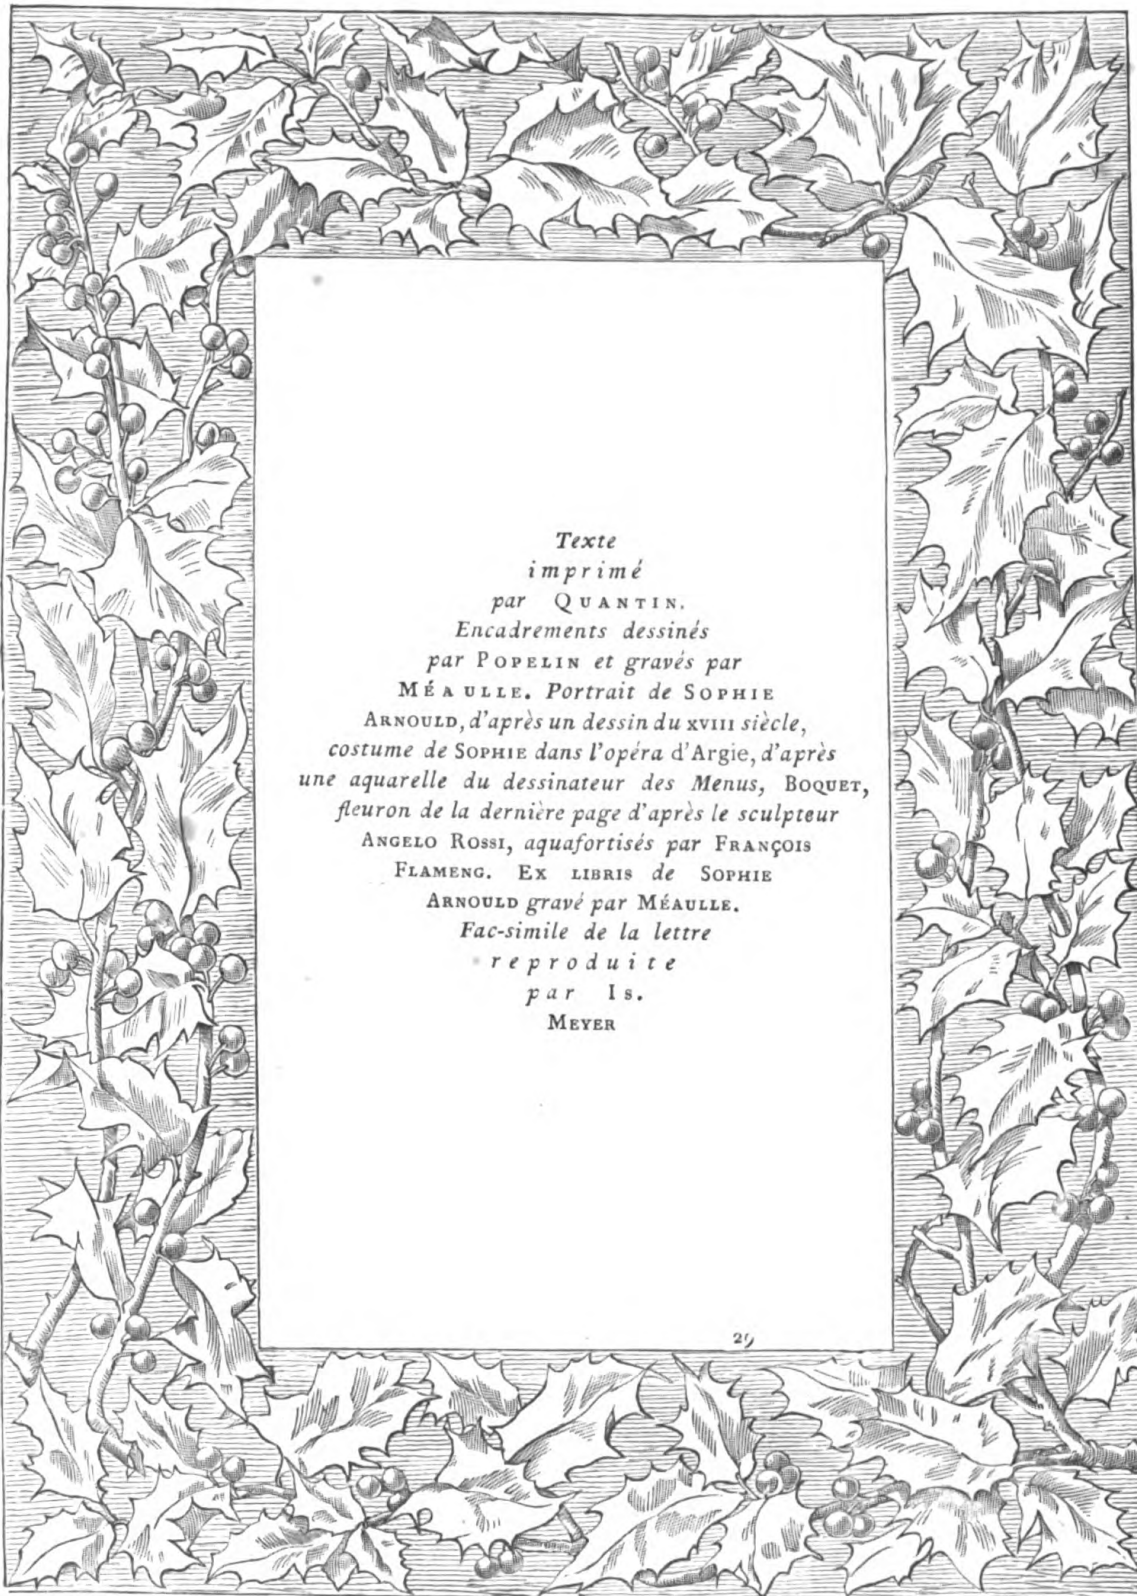 Texte
imprimé
par QUANTIN.
Encadrements dessinés
par POPELIN et gravés par
MÉAULLE. Portrait de SOPHIE
ARNOULD, d'après un dessin du XVIII siècle,
costume de SOPHIE dans l'opéra d'Argie, d'après
une aquarelle du dessinateur des Menus, BOQUET,
fleuron de la dernière page d'après le sculpteur
ANGELO ROSSI, aquafortisés par FRANÇOIS
FLAMENG. EX LIBRIS de SOPHIE
ARNOULD gravé par MÉAULLE.
Fac-simile de la lettre
reproduite
par IS.
MEYER
29